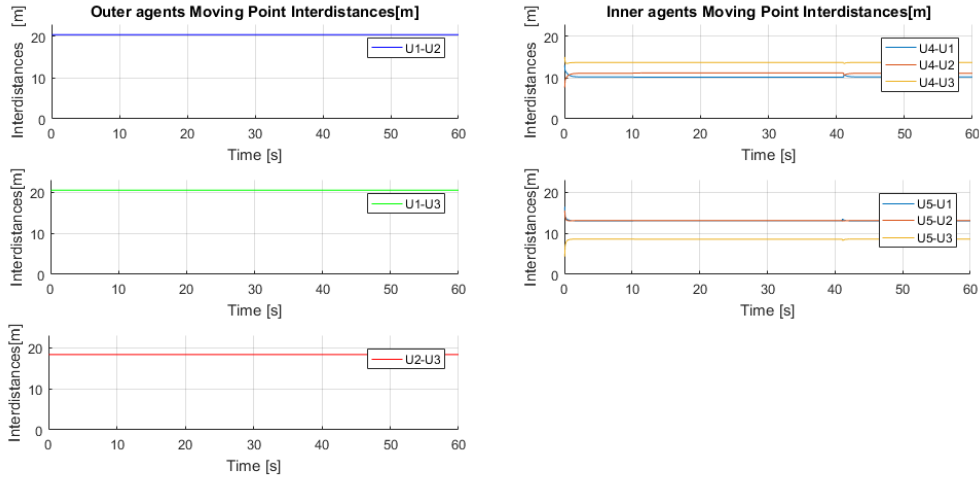 Outer agents Moving Point Interdistances[m]
Interdistances [m]
20
10
0
U1-U2
0 10 20 30 40 50 60
Time [s]
Interdistances[m]
20
10
0
U1-U3
0 10 20 30 40 50 60
Time [s]
Interdistances[m]
20
10
0
U2-U3
0 10 20 30 40 50 60
Time [s]
Inner agents Moving Point Interdistances[m]
Interdistances [m]
20
10
0
U4-U1
U4-U2
U4-U3
0 10 20 30 40 50 60
Time [s]
Interdistances[m]
20
10
0
U5-U1
U5-U2
U5-U3
0 10 20 30 40 50 60
Time [s]